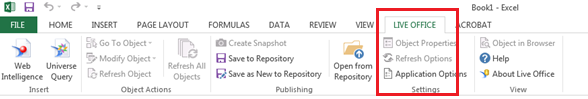 Book1 - Excel
FILE HOME INSERT PAGE LAYOUT FORMULAS DATA REVIEW VIEW LIVE OFFICE ACROBAT
Web Intelligence
Universe Query
Insert
Go To Object
Modify Object
Refresh Object
Refresh All Objects
Object Actions
Create Snapshot
Save to Repository
Save as New to Repository
Open from Repository
Publishing
Object Properties
Refresh Options
Application Options
Settings
Object in Browser
Help
About Live Office
View